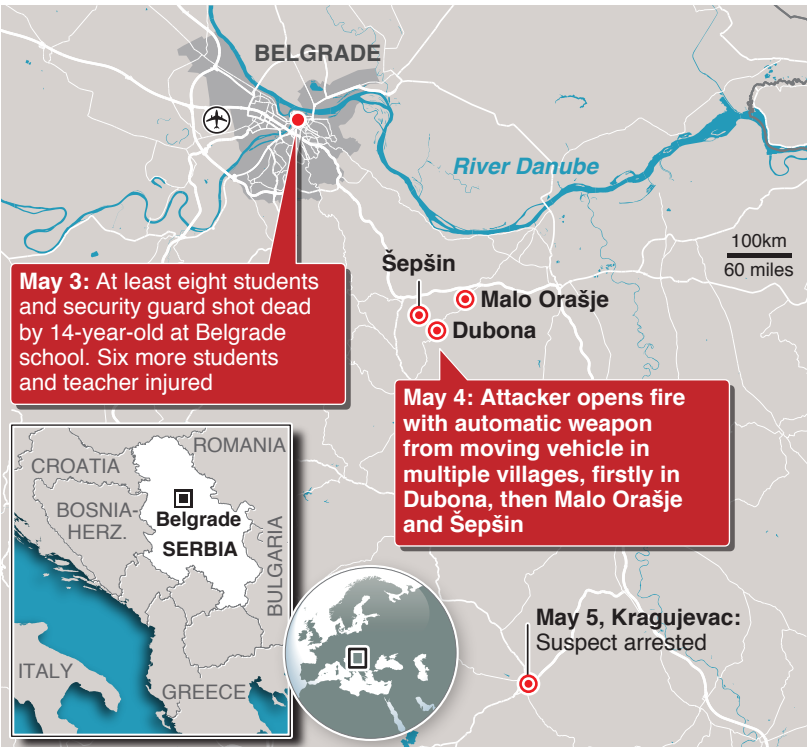 BELGRADE
River Danube
100km
60 miles
May 3: At least eight students
and security guard shot dead
by 14-year-old at Belgrade
school. Six more students
and teacher injured
Šepšin
Malo Orašje
Dubona
May 4: Attacker opens fire
with automatic weapon
from moving vehicle in
multiple villages, firstly in
Dubona, then Malo Orašje
and Šepšin
ROMANIA
CROATIA
BOSNIA-
HERZ.
Belgrade
SERBIA
BULGARIA
ITALY
GREECE
May 5, Kragujevac:
Suspect arrested